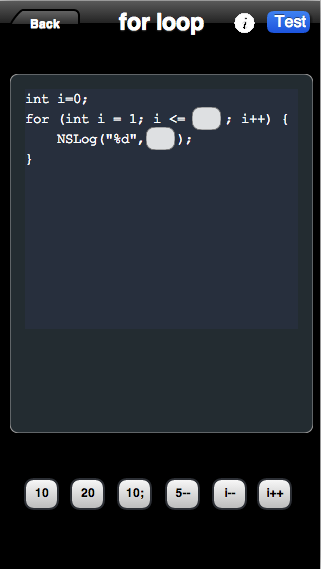 Back for loop i Test
int i=0;
for (int i = 1; i <= ; i++) {
NSLog("%d", );
}
10 20 10; 5-- i-- i++